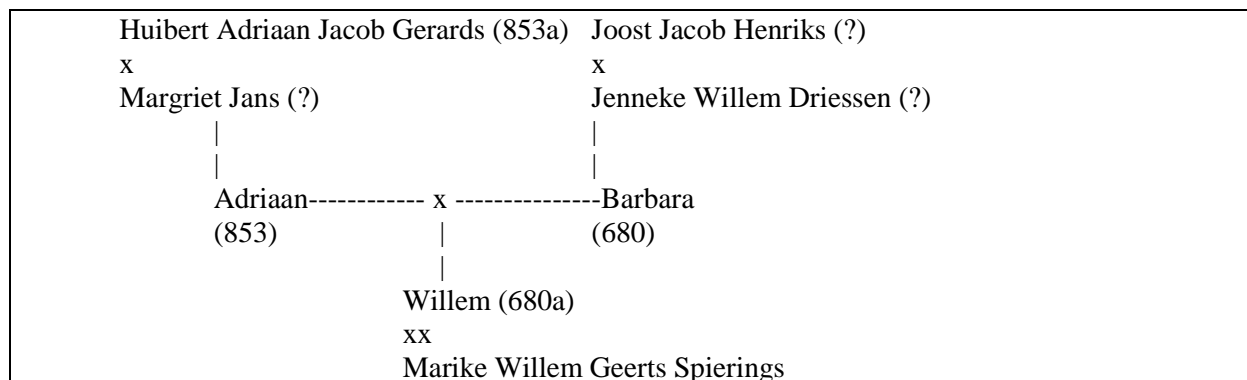 Huibert Adriaan Jacob Gerards (853a) Joost Jacob Henriks (?)
x x
Margriet Jans (?) Jenneke Willem Driessen (?)
| |
| |
Adriaan------------ x ---------------Barbara
(853) | (680)
|
Willem (680a)
xx
Marike Willem Geerts Spierings